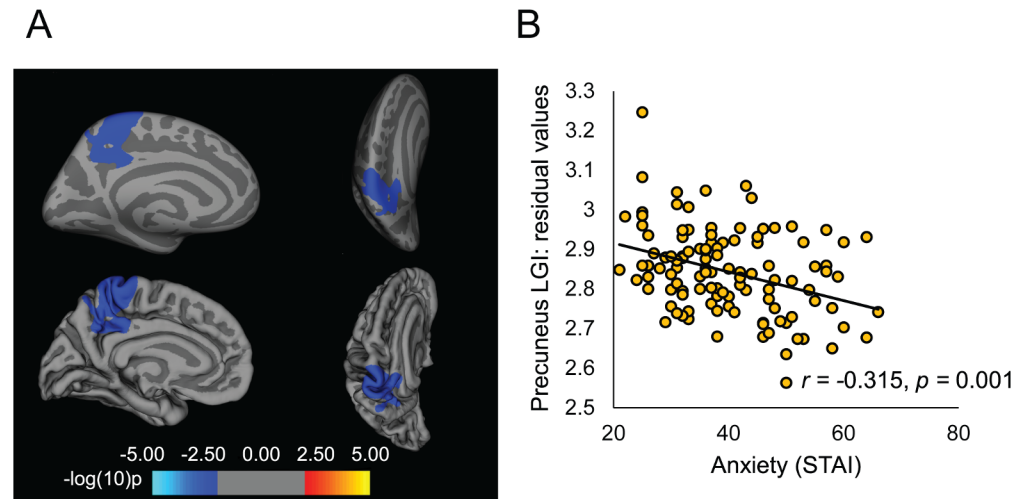 A
-5.00 -2.50 0.00 2.50 5.00
-log(10)p
B
Precuneus LGI: residual values
3.3
3.2
3.1
3
2.9
2.8
2.7
2.6
2.5
r = -0.315, p = 0.001
20 40 60 80
Anxiety (STAI)